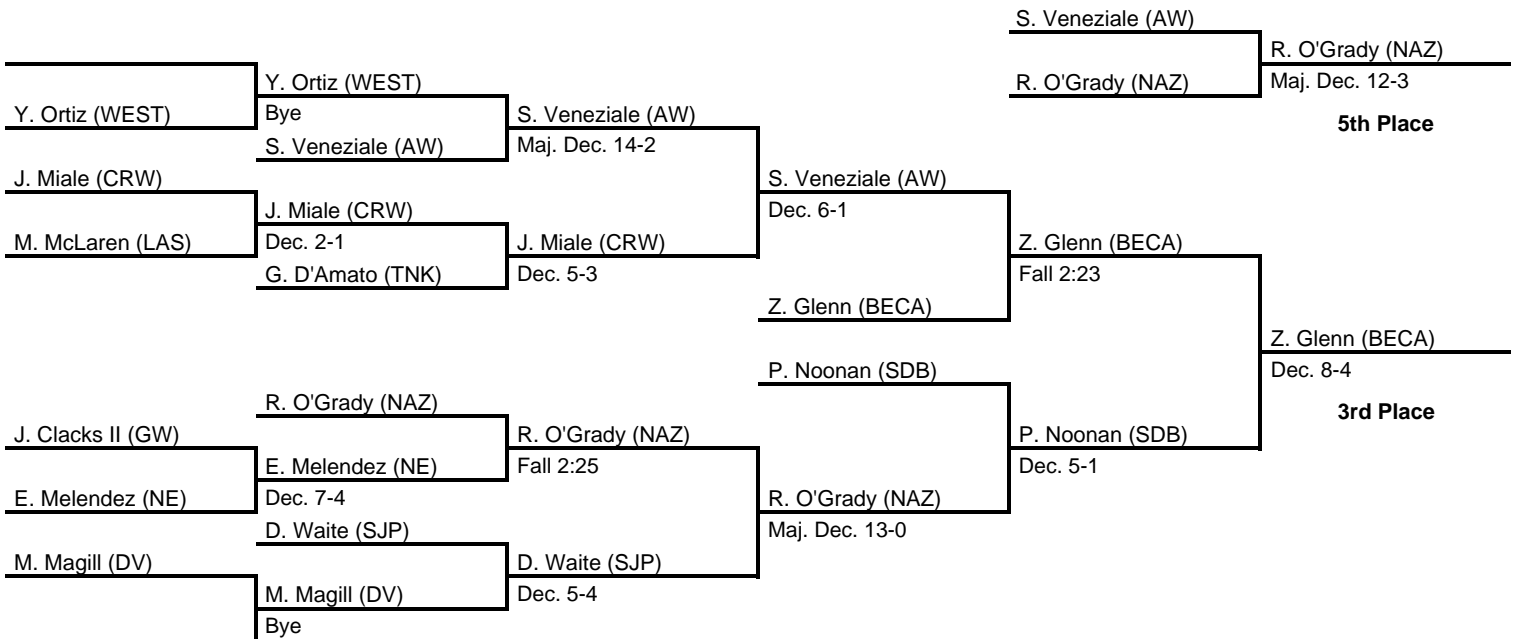 S. Veneziale (AW)
R. O'Grady (NAZ)
Y. Ortiz (WEST)
R. O'Grady (NAZ)
Maj. Dec. 12-3
Y. Ortiz (WEST)
Bye
S. Veneziale (AW)
5th Place
S. Veneziale (AW)
Maj. Dec. 14-2
J. Miale (CRW)
S. Veneziale (AW)
J. Miale (CRW)
Dec. 6-1
M. McLaren (LAS)
Dec. 2-1
J. Miale (CRW)
Z. Glenn (BECA)
G. D'Amato (TNK)
Dec. 5-3
Fall 2:23
Z. Glenn (BECA)
Z. Glenn (BECA)
P. Noonan (SDB)
Dec. 8-4
R. O'Grady (NAZ)
3rd Place
J. Clacks II (GW)
R. O'Grady (NAZ)
P. Noonan (SDB)
E. Melendez (NE)
Fall 2:25
Dec. 5-1
E. Melendez (NE)
Dec. 7-4
R. O'Grady (NAZ)
D. Waite (SJP)
Maj. Dec. 13-0
M. Magill (DV)
D. Waite (SJP)
M. Magill (DV)
Dec. 5-4
Bye